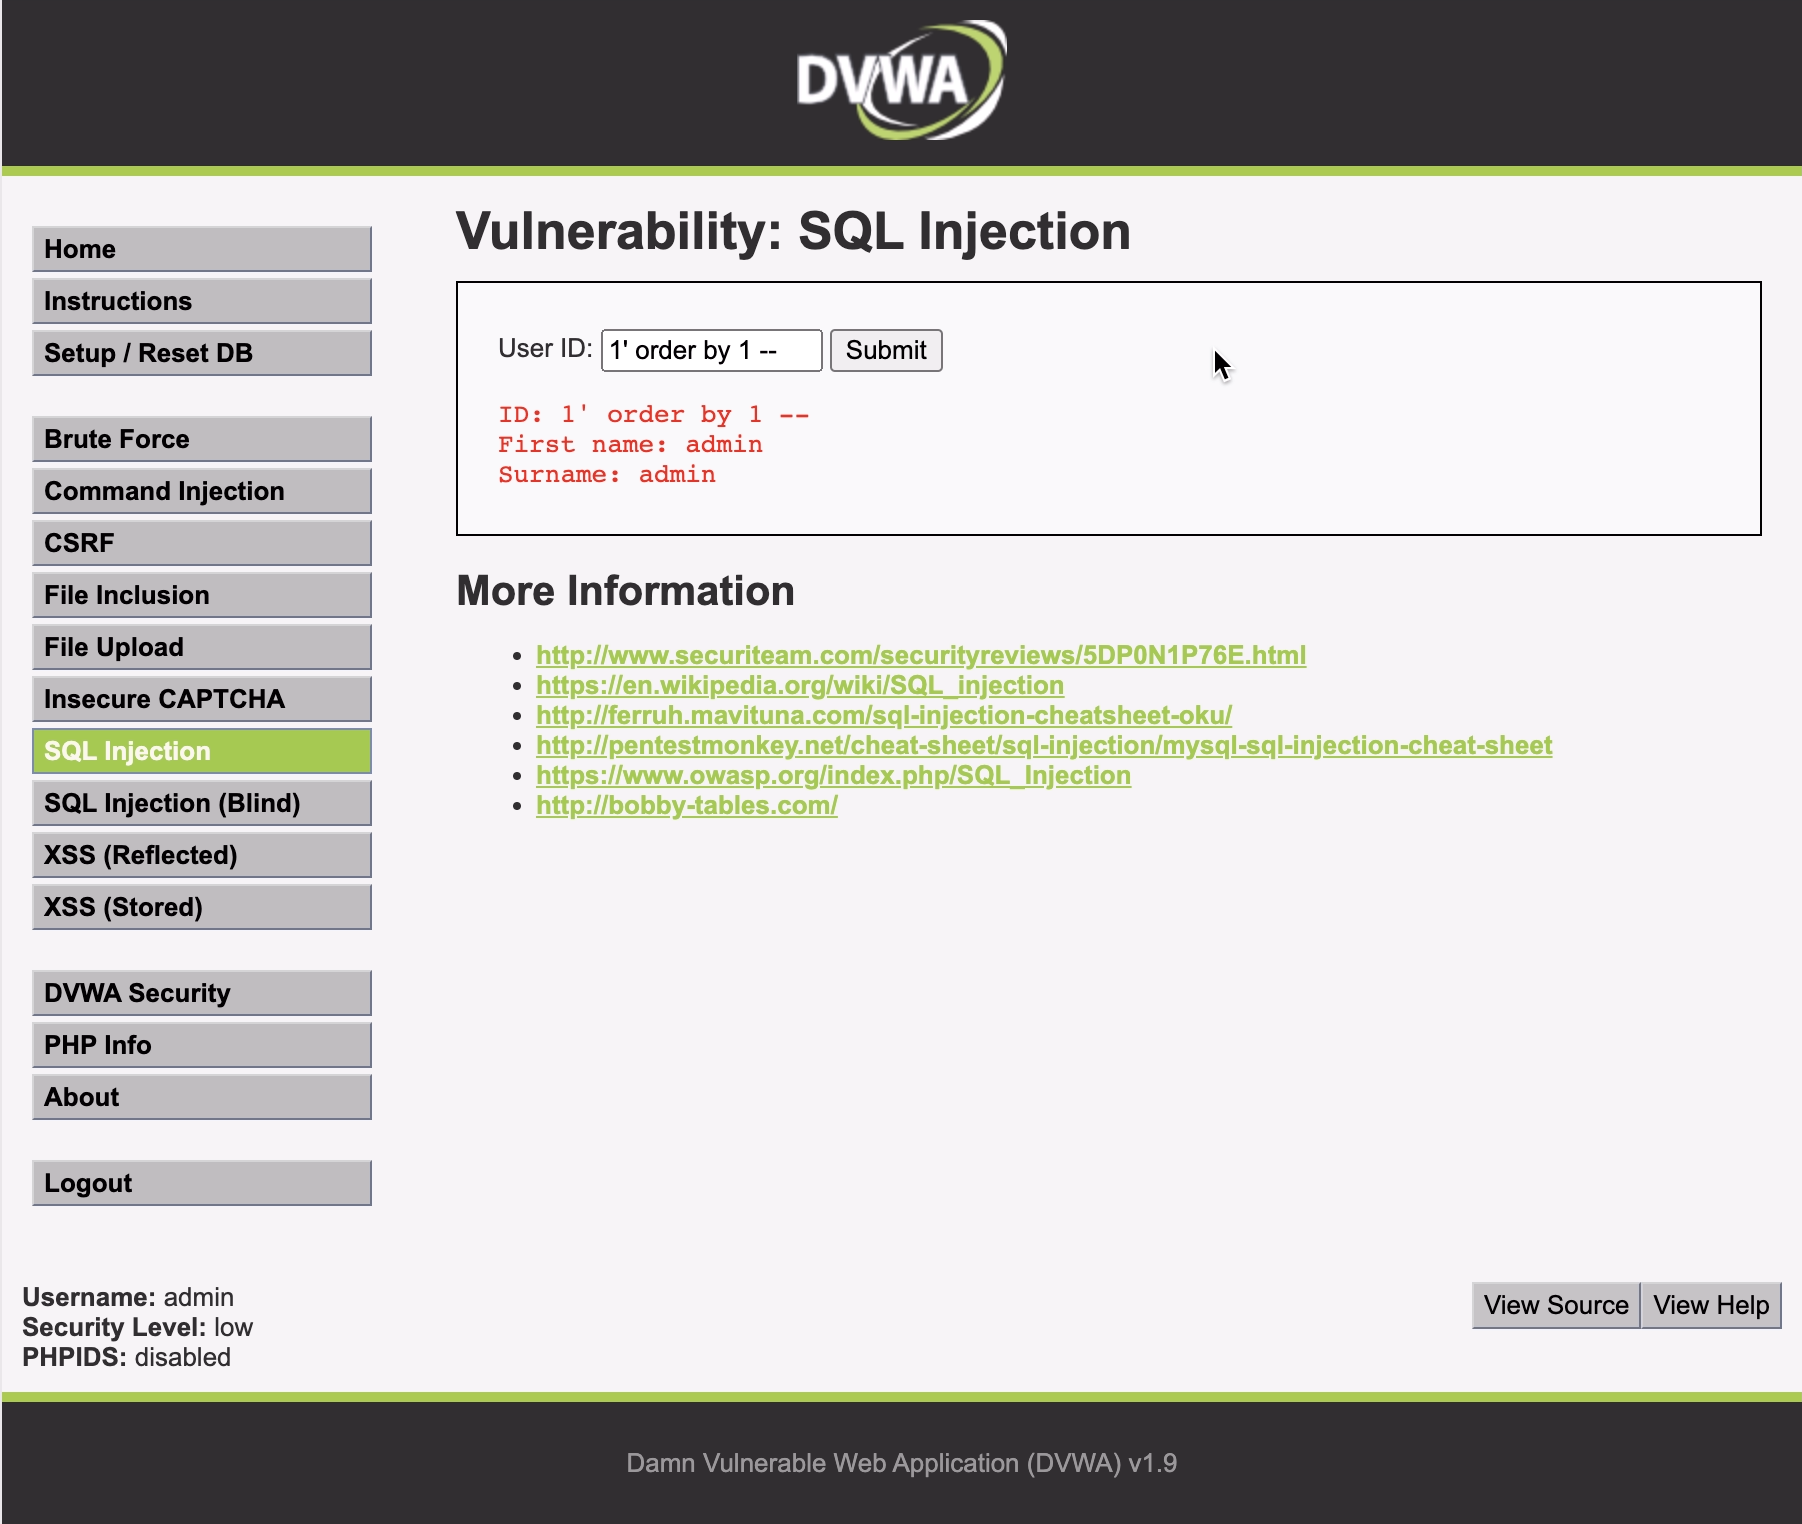 DVWA
Home
Instructions
Setup / Reset DB
Brute Force
Command Injection
CSRF
File Inclusion
File Upload
Insecure CAPTCHA
SQL Injection
SQL Injection (Blind)
XSS (Reflected)
XSS (Stored)
DVWA Security
PHP Info
About
Logout
Vulnerability: SQL Injection
User ID: 1' order by 1 -- Submit
ID: 1' order by 1 --
First name: admin
Surname: admin
More Information
http://www.securiteam.com/securityreviews/5DP0N1P76E.html
https://en.wikipedia.org/wiki/SQL_injection
http://ferruh.mavituna.com/sql-injection-cheatsheet-oku/
http://pentestmonkey.net/cheat-sheet/sql-injection/mysql-sql-injection-cheat-sheet
https://www.owasp.org/index.php/SQL_Injection
http://bobby-tables.com/
Username: admin
Security Level: low
PHPIDS: disabled
View Source View Help
Damn Vulnerable Web Application (DVWA) v1.9